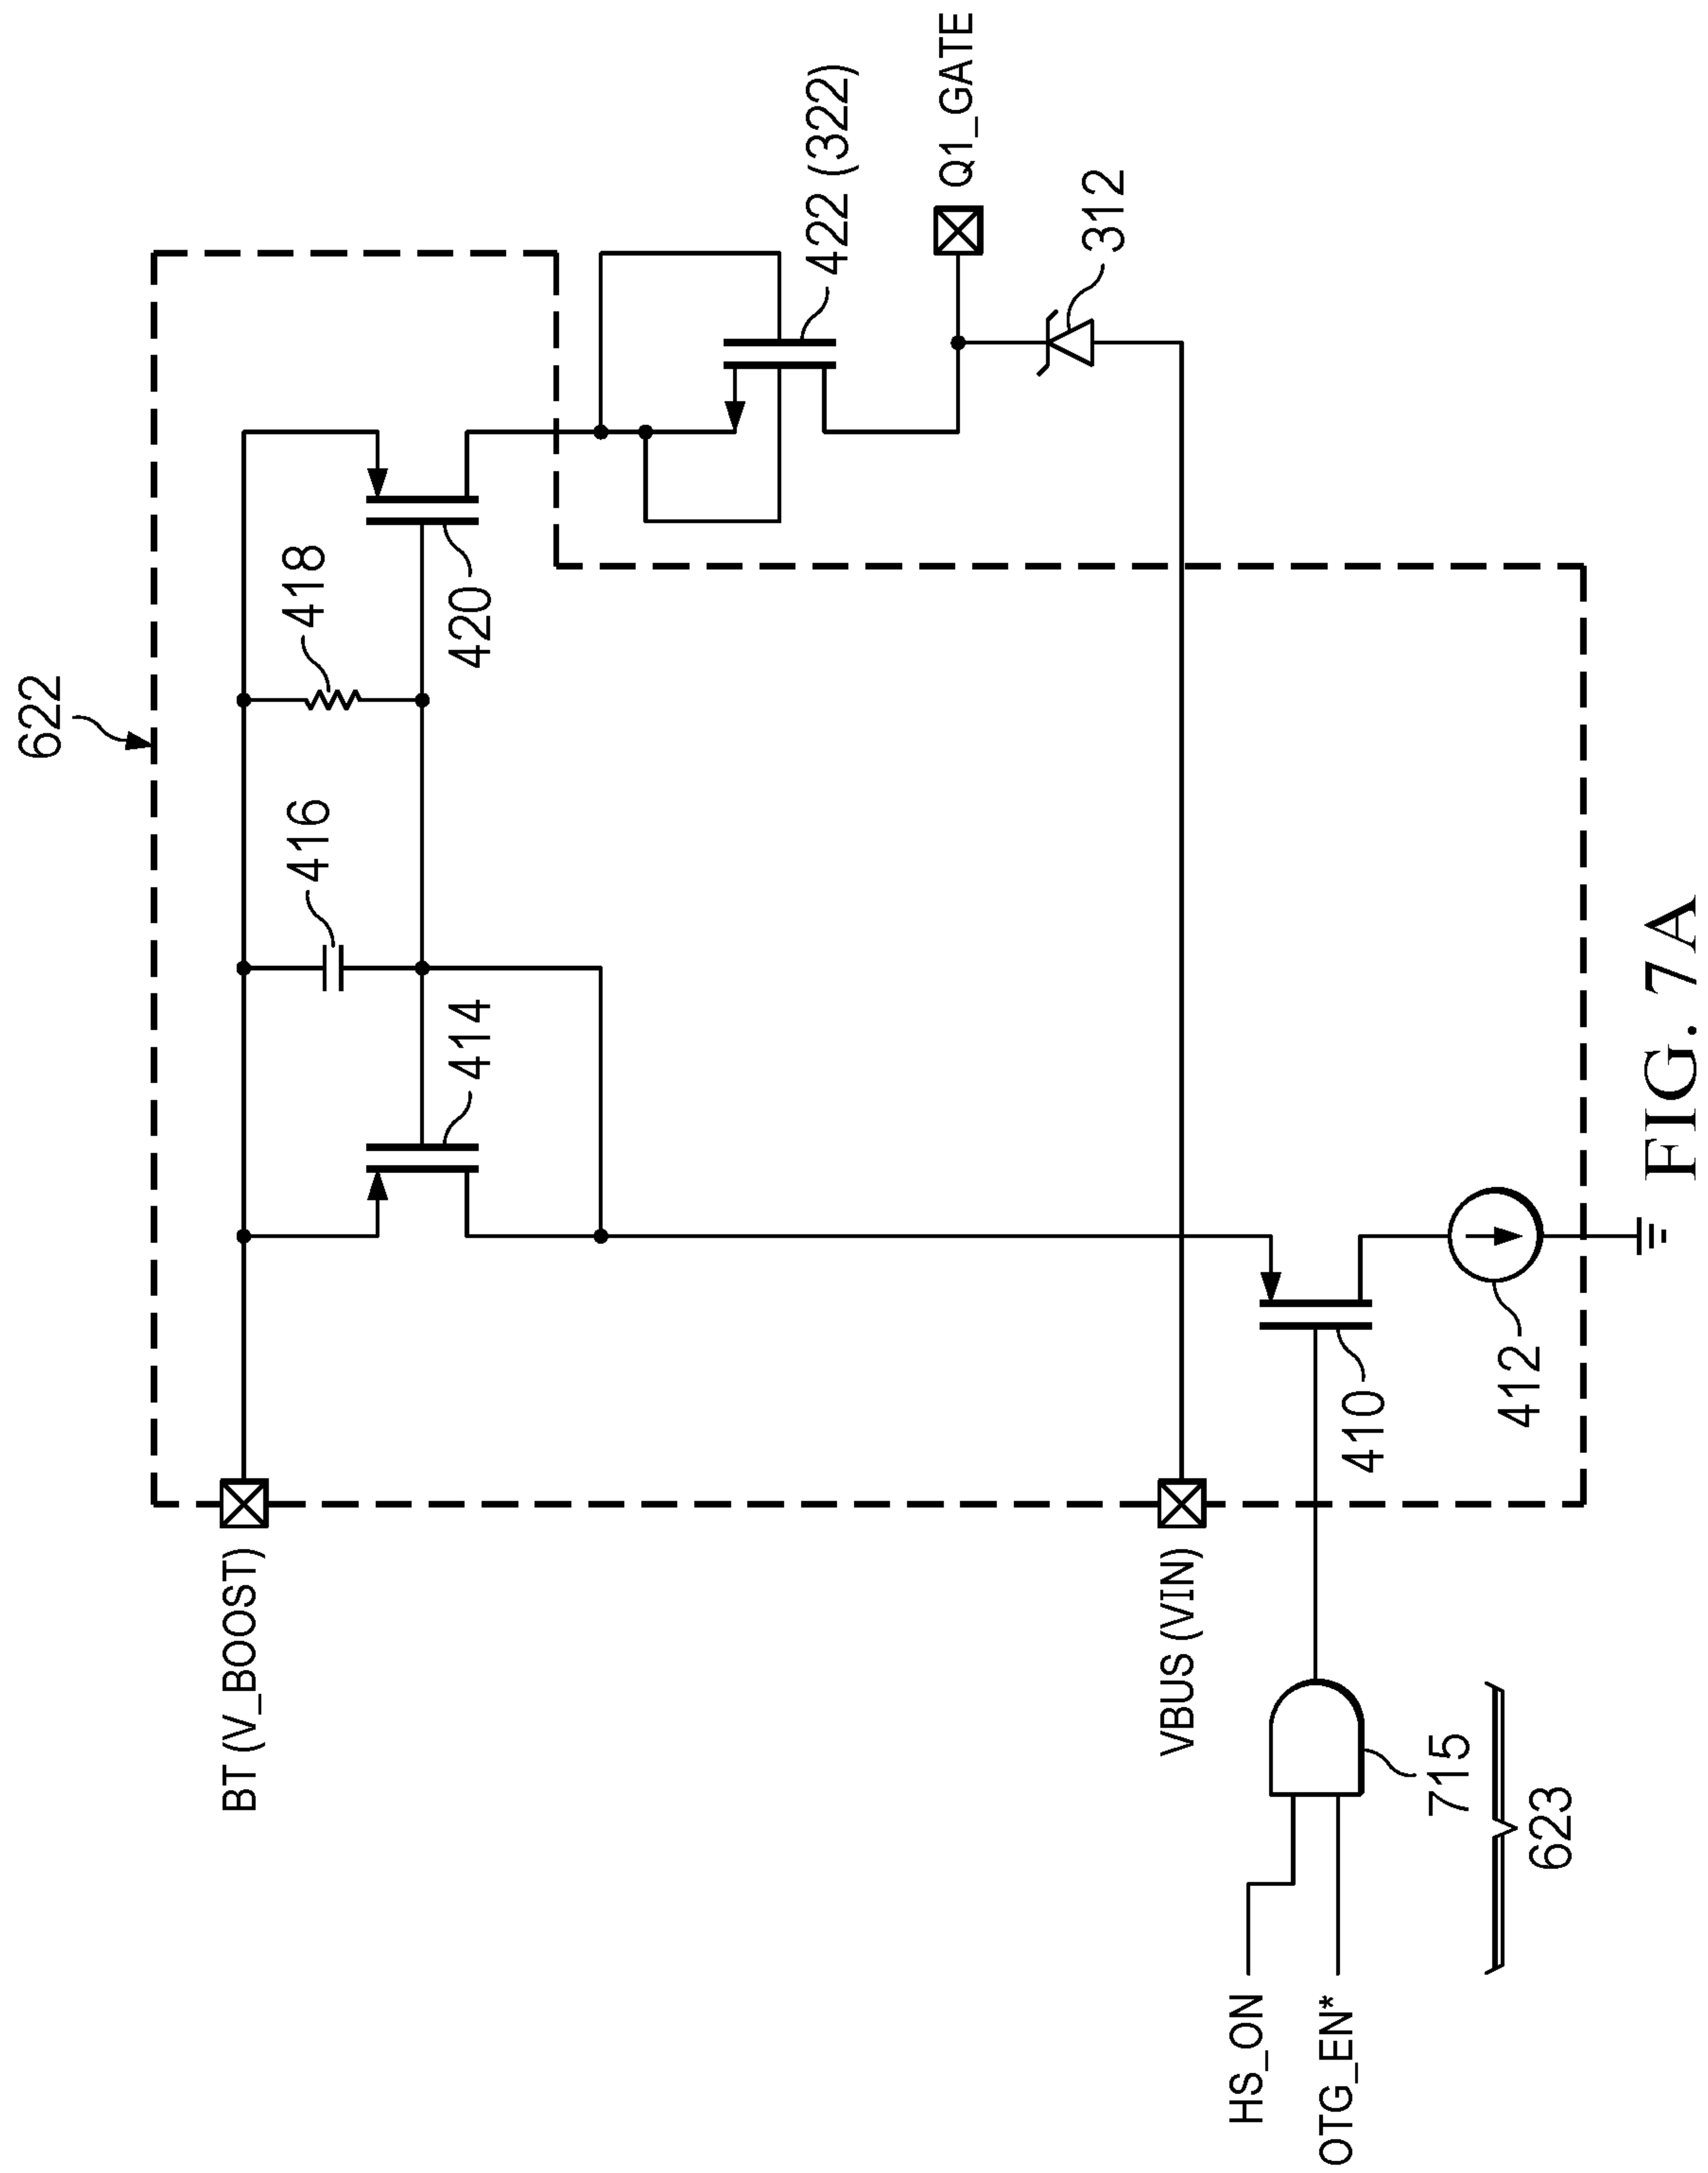 622
BT (V_BOOST)
416
418
414
420
422 (322)
Q1_GATE
312
VBUS (VIN)
HS_ON
OTG_EN*
715
623
410
412
FIG. 7A